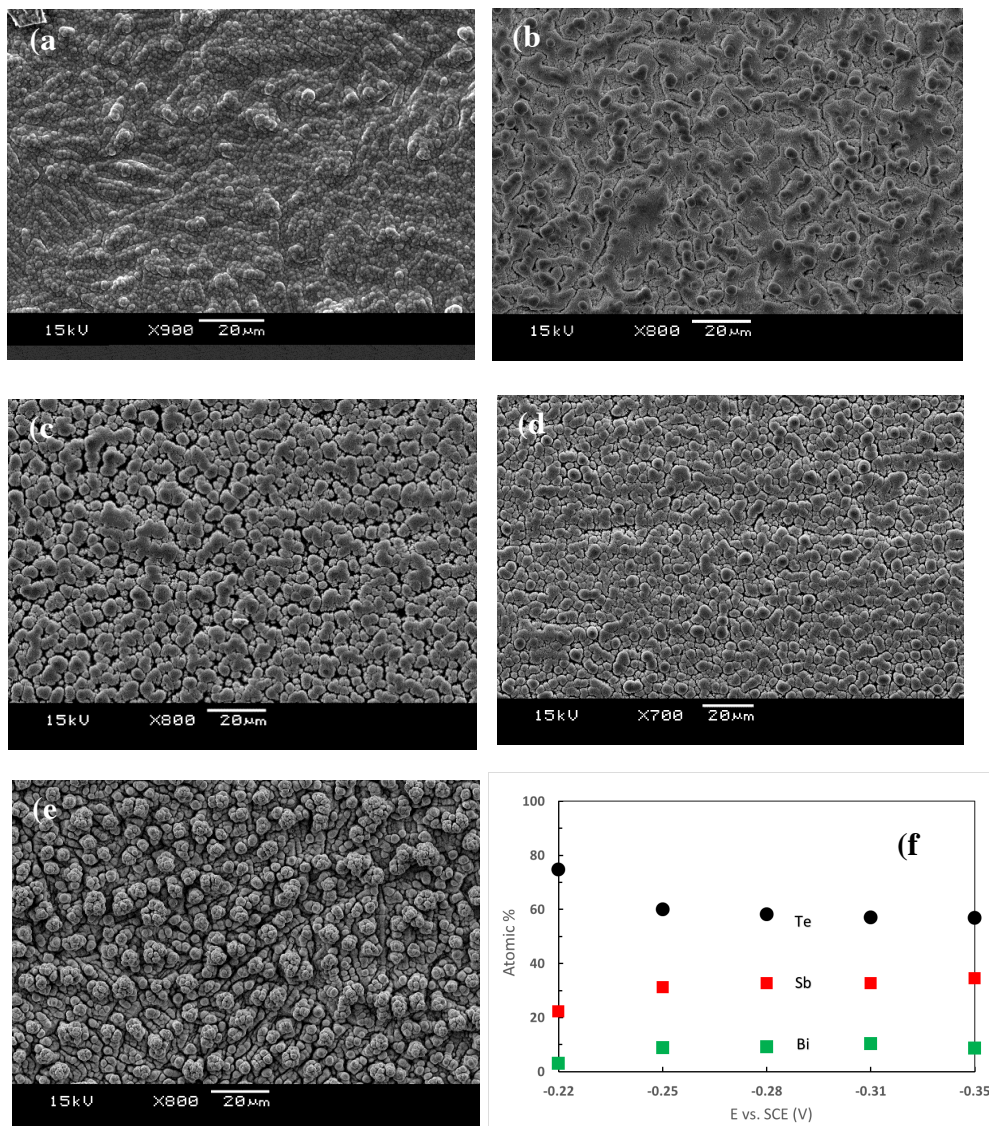 (a
15kV X900 20µm
(b
15kV X800 20µm
(c
15kV X800 20µm
(d
15kV X700 20µm
(e
15kV X800 20µm
(f
100
80
60
40
20
0
Te
Sb
Bi
Atomic %
-0.22 -0.25 -0.28 -0.31 -0.35
E vs. SCE (V)